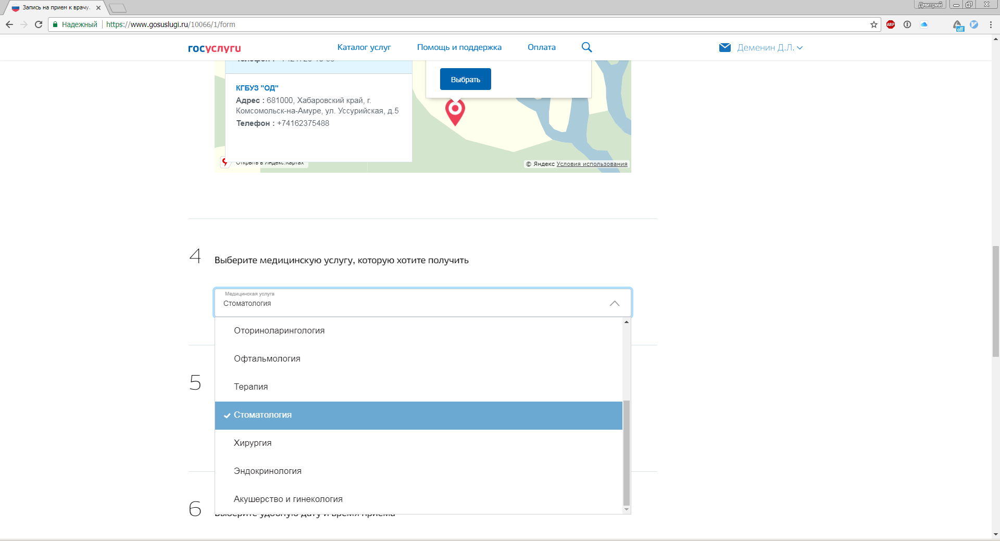 Запись на прием к врачу.
Дмитрий
Надежный
https://www.gosuslugi.ru/10066/1/form
ABP
off
госуслуги
Каталог услуг
Помощь и поддержка
Оплата
Деменин Д.Л.
Выбрать
КГБУЗ "ОД"
Адрес : 681000, Хабаровский край, г.
Комсомольск-на-Амуре, ул. Уссурийская, д.5
Телефон : +74162375488
Открыть в Яндекс.Картах
© Яндекс Условия использования
4
Выберите медицинскую услугу, которую хотите получить
Медицинская услуга
Стоматология
Оториноларингология
Офтальмология
Терапия
5
Стоматология
Хирургия
Эндокринология
Акушерство и гинекология
6
Выберите удобную дату и время приема